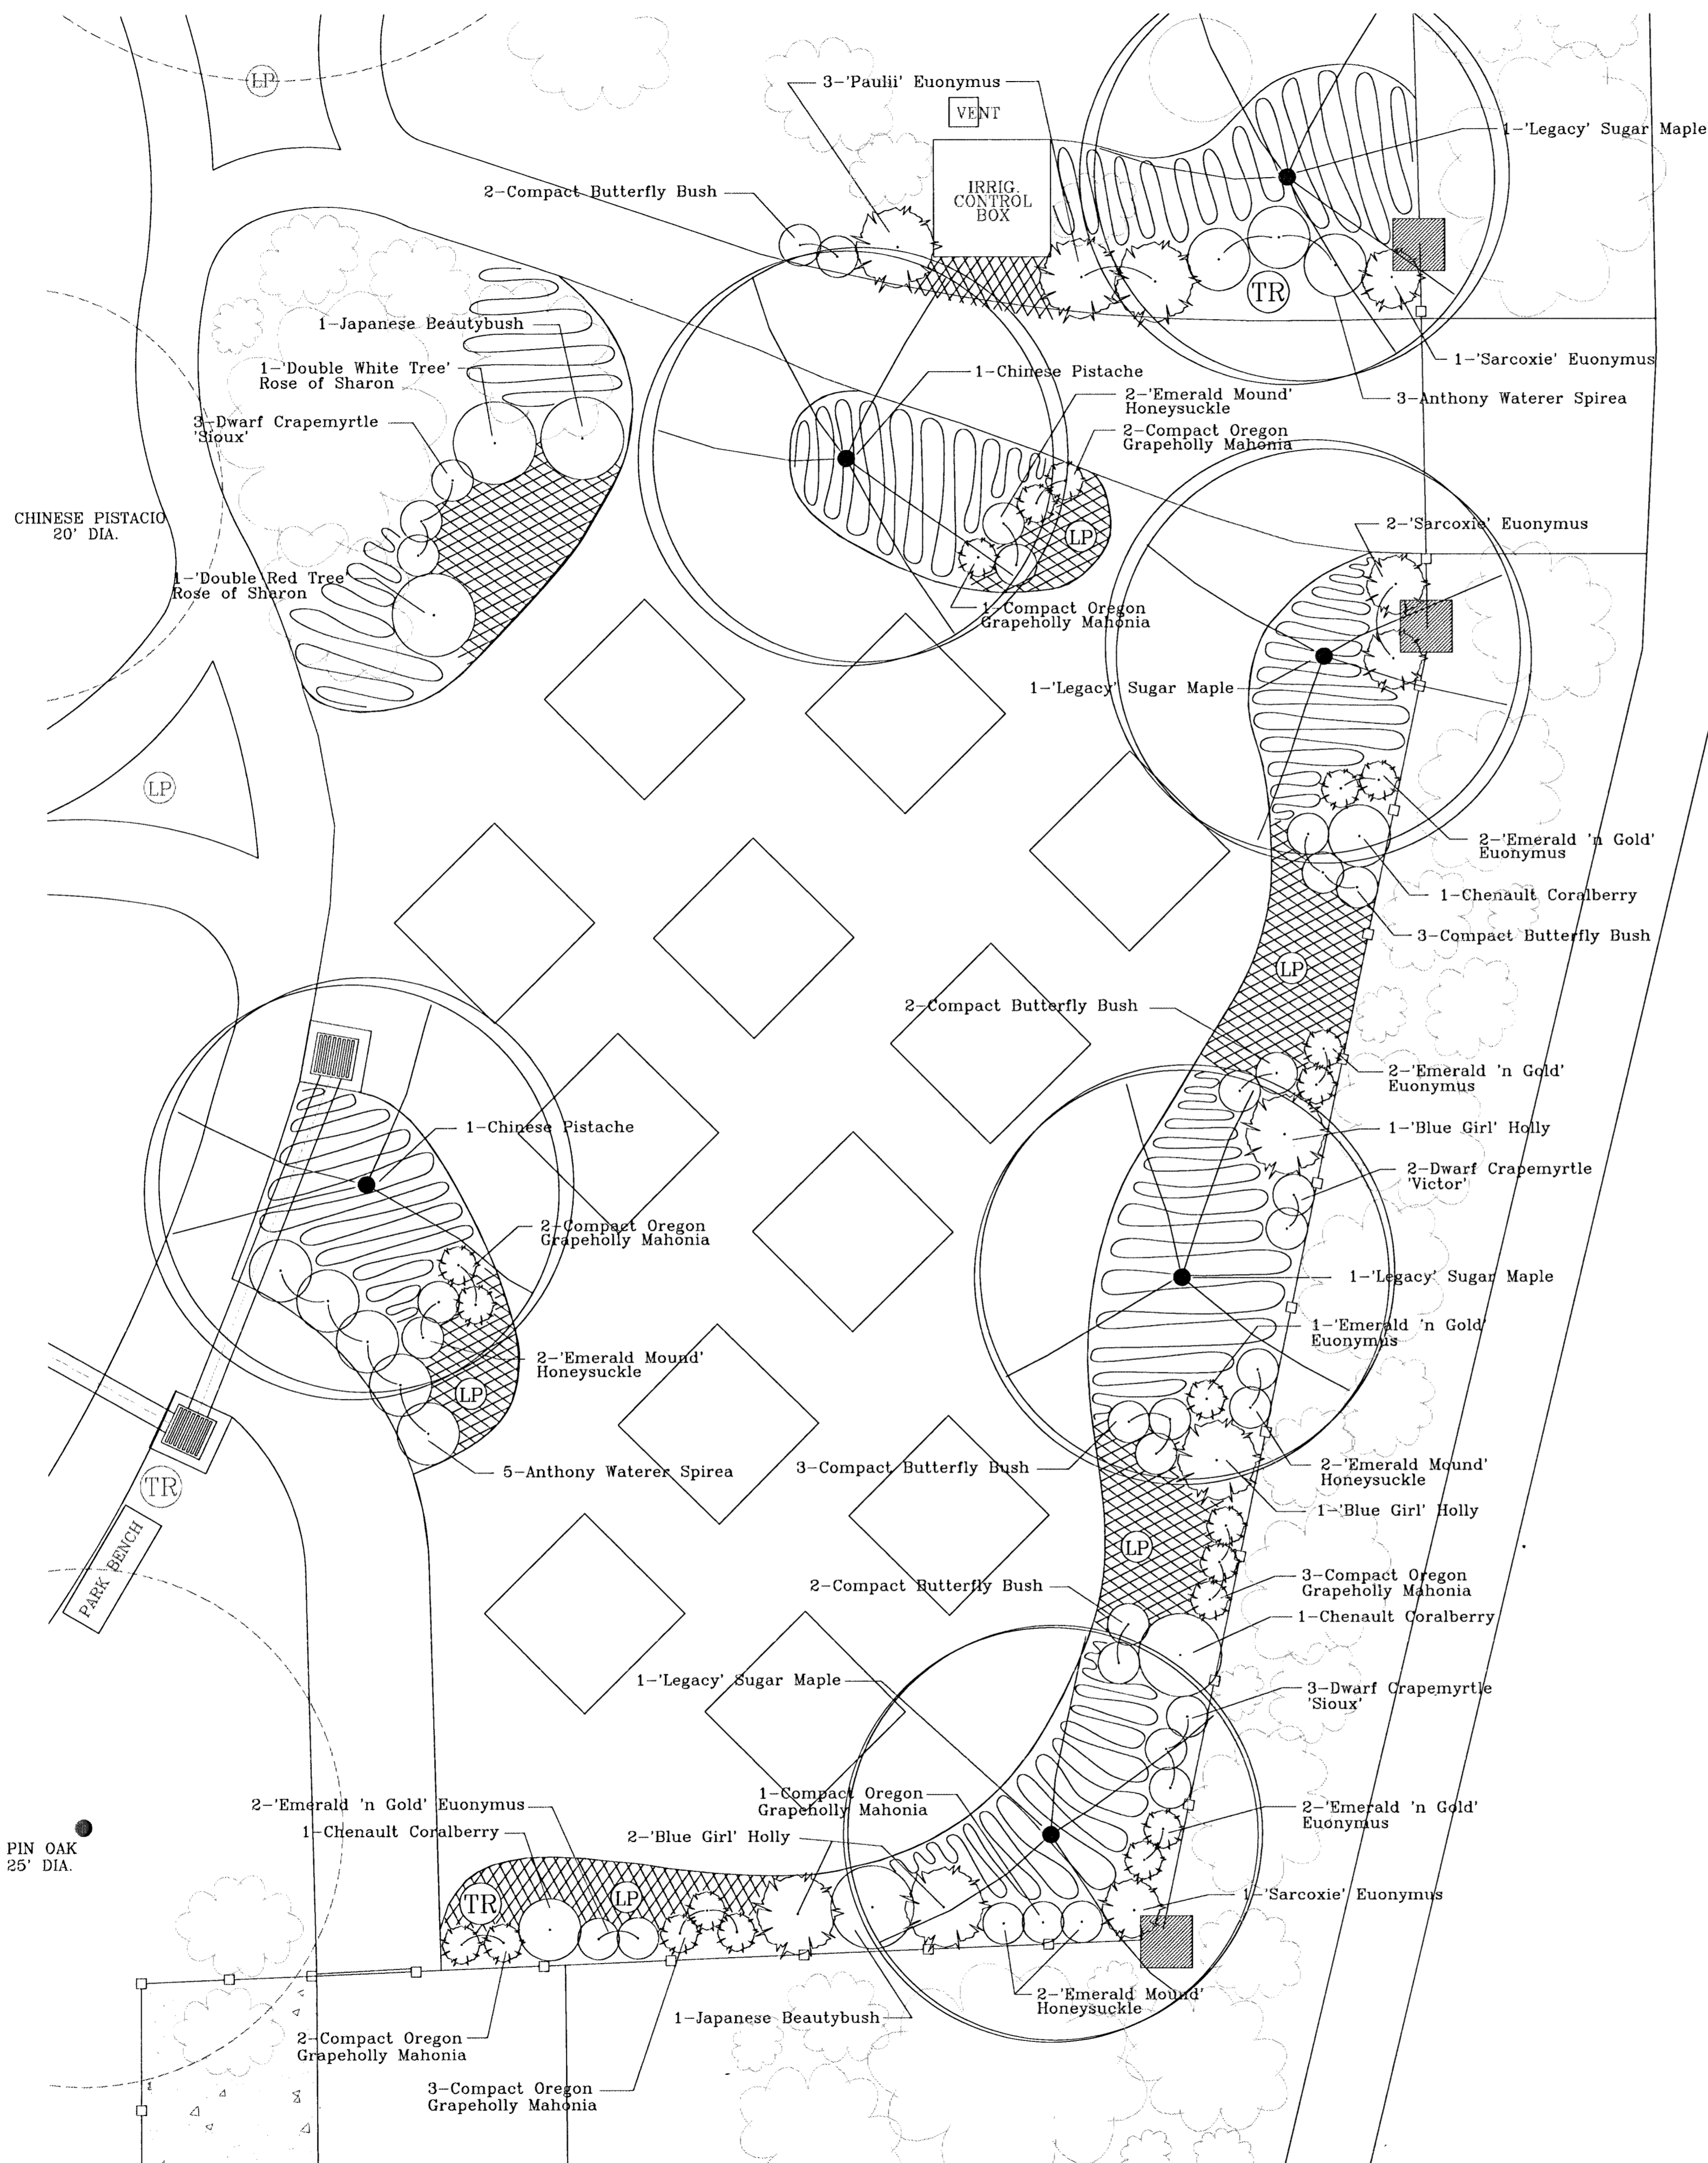 LP
3-'Paulii' Euonymus
VENT
1-'Legacy' Sugar Maple
2-Compact Butterfly Bush
IRRIG.
CONTROL
BOX
TR
1-Japanese Beautybush
1-'Double White Tree'
Rose of Sharon
1-'Sarcoxie' Euonymus
1-Chinese Pistache
2-'Emerald Mound'
Honeysuckle
3-Anthony Waterer Spirea
3-Dwarf Crapemyrtle
'Sioux'
2-Compact Oregon
Grapeholly Mahonia
CHINESE PISTACIO
20' DIA.
2-'Sarcoxie' Euonymus
LP
1-'Double Red Tree'
Rose of Sharon
1-Compact Oregon
Grapeholly Mahonia
1-'Legacy' Sugar Maple
LP
2-'Emerald 'n Gold'
Euonymus
1-Chenault Coralberry
3-Compact Butterfly Bush
LP
2-Compact Butterfly Bush
2-'Emerald 'n Gold'
Euonymus
1-Chinese Pistache
1-'Blue Girl' Holly
2-Dwarf Crapemyrtle
'Victor'
2-Compact Oregon
Grapeholly Mahonia
1-'Legacy' Sugar Maple
1-'Emerald 'n Gold'
Euonymus
2-'Emerald Mound'
Honeysuckle
LP
5-Anthony Waterer Spirea
3-Compact Butterfly Bush
2-'Emerald Mound'
Honeysuckle
TR
1-'Blue Girl' Holly
PARK BENCH
LP
2-Compact Butterfly Bush
3-Compact Oregon
Grapeholly Mahonia
1-Chenault Coralberry
1-'Legacy' Sugar Maple
3-Dwarf Crapemyrtle
'Sioux'
1-Compact Oregon
Grapeholly Mahonia
2-'Emerald 'n Gold' Euonymus
2-'Emerald 'n Gold'
Euonymus
1-Chenault Coralberry
2-'Blue Girl' Holly
PIN OAK
25' DIA.
TR
LP
1-'Sarcoxie' Euonymus
2-'Emerald Mound'
Honeysuckle
1-Japanese Beautybush
2-Compact Oregon
Grapeholly Mahonia
3-Compact Oregon
Grapeholly Mahonia